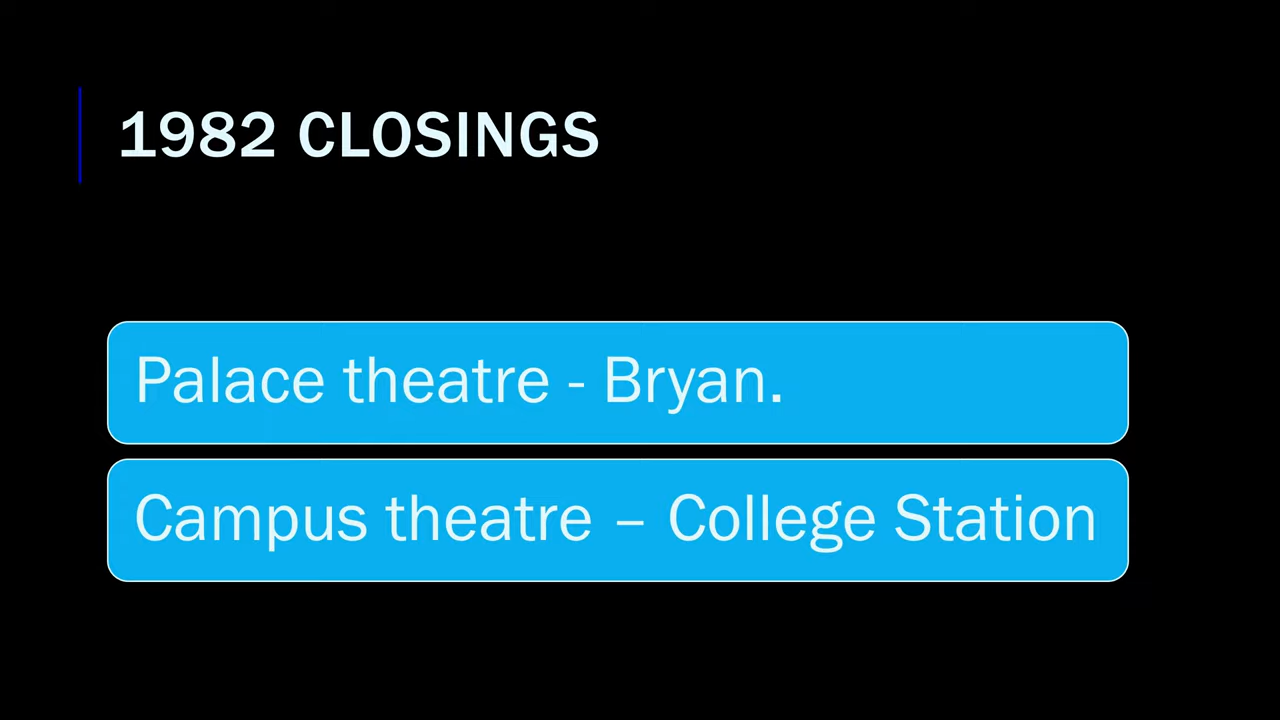 1982 CLOSINGS
Palace theatre - Bryan.
Campus theatre – College Station